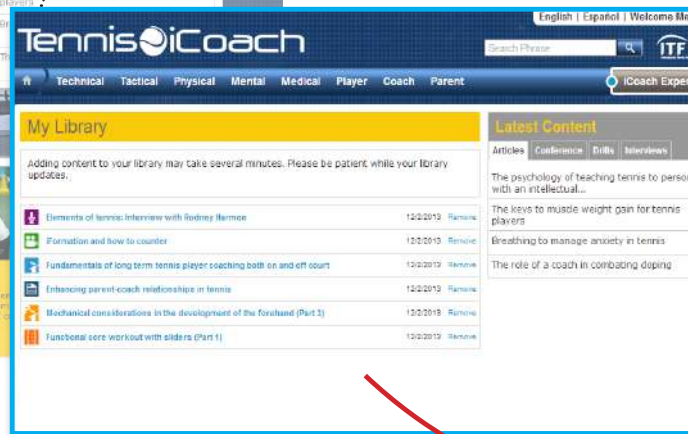 English | Español | Welcome
Tennis iCoach
Search Phrase
ITF
Technical Tactical Physical Mental Medical Player Coach Parent
iCoach
My Library
Adding content to your library may take several minutes. Please be patient while your library
updates.
Elements of tennis: Interview with Rodney Harmon 12/2/2013 Remove
iFormation and how to counter 12/2/2013 Remove
Fundamentals of long term tennis player coaching both on and off court 12/2/2013 Remove
Enhancing parent-coach relationships in tennis 12/2/2013 Remove
Mechanical considerations in the development of the forehand (Part 3) 12/2/2013 Remove
Functional core workout with sliders (Part 1) 12/2/2013 Remove
Latest Content
Articles Conference Drills Interviews
The psychology of teaching tennis to
with an intellectual...
The keys to muscle weight gain for tennis
players
Breathing to manage anxiety in tennis
The role of a coach in combating doping